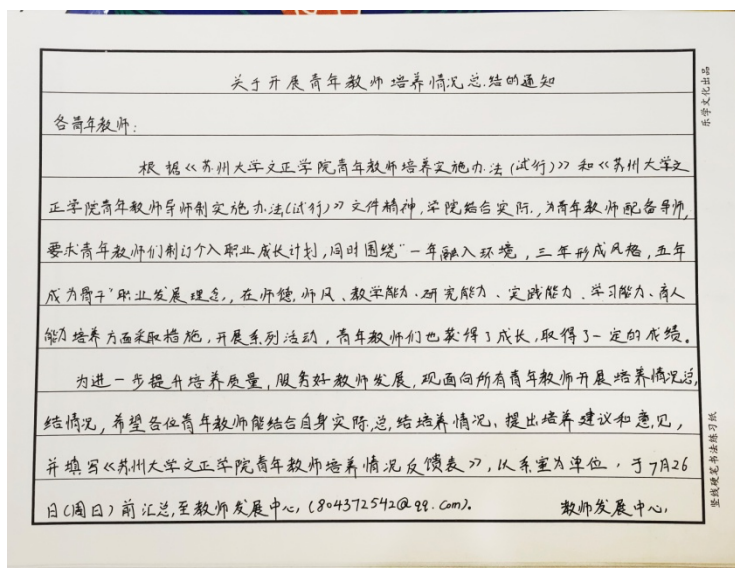 关于开展青年教师培养情况总结的通知
各青年教师：
根据《苏州大学文正学院青年教师培养实施办法（试行）》和《苏州大学文
正学院青年教师导师制实施办法（试行）》文件精神，学院结合实际，为青年教师配备导师，
要求青年教师们制订个人职业成长计划，同时围绕“一年融入环境，三年形成风格，五年
成为骨干”职业发展理念，在师德师风、教学能力、研究能力、实践能力、学习能力、育人
能力培养方面采取措施，开展系列活动，青年教师们也获得了成长，取得了一定的成绩。
为进一步提升培养质量，服务好教师发展，现面向所有青年教师开展培养情况总
结情况，希望各位青年教师能结合自身实际总结培养情况、提出培养建议和意见，
并填写《苏州大学文正学院青年教师培养情况反馈表》，以系室为单位，于7月26
日（周日）前汇总至教师发展中心（804372542@qq.com）。 教师发展中心
乐学文化出品
竖线硬笔书法练习纸